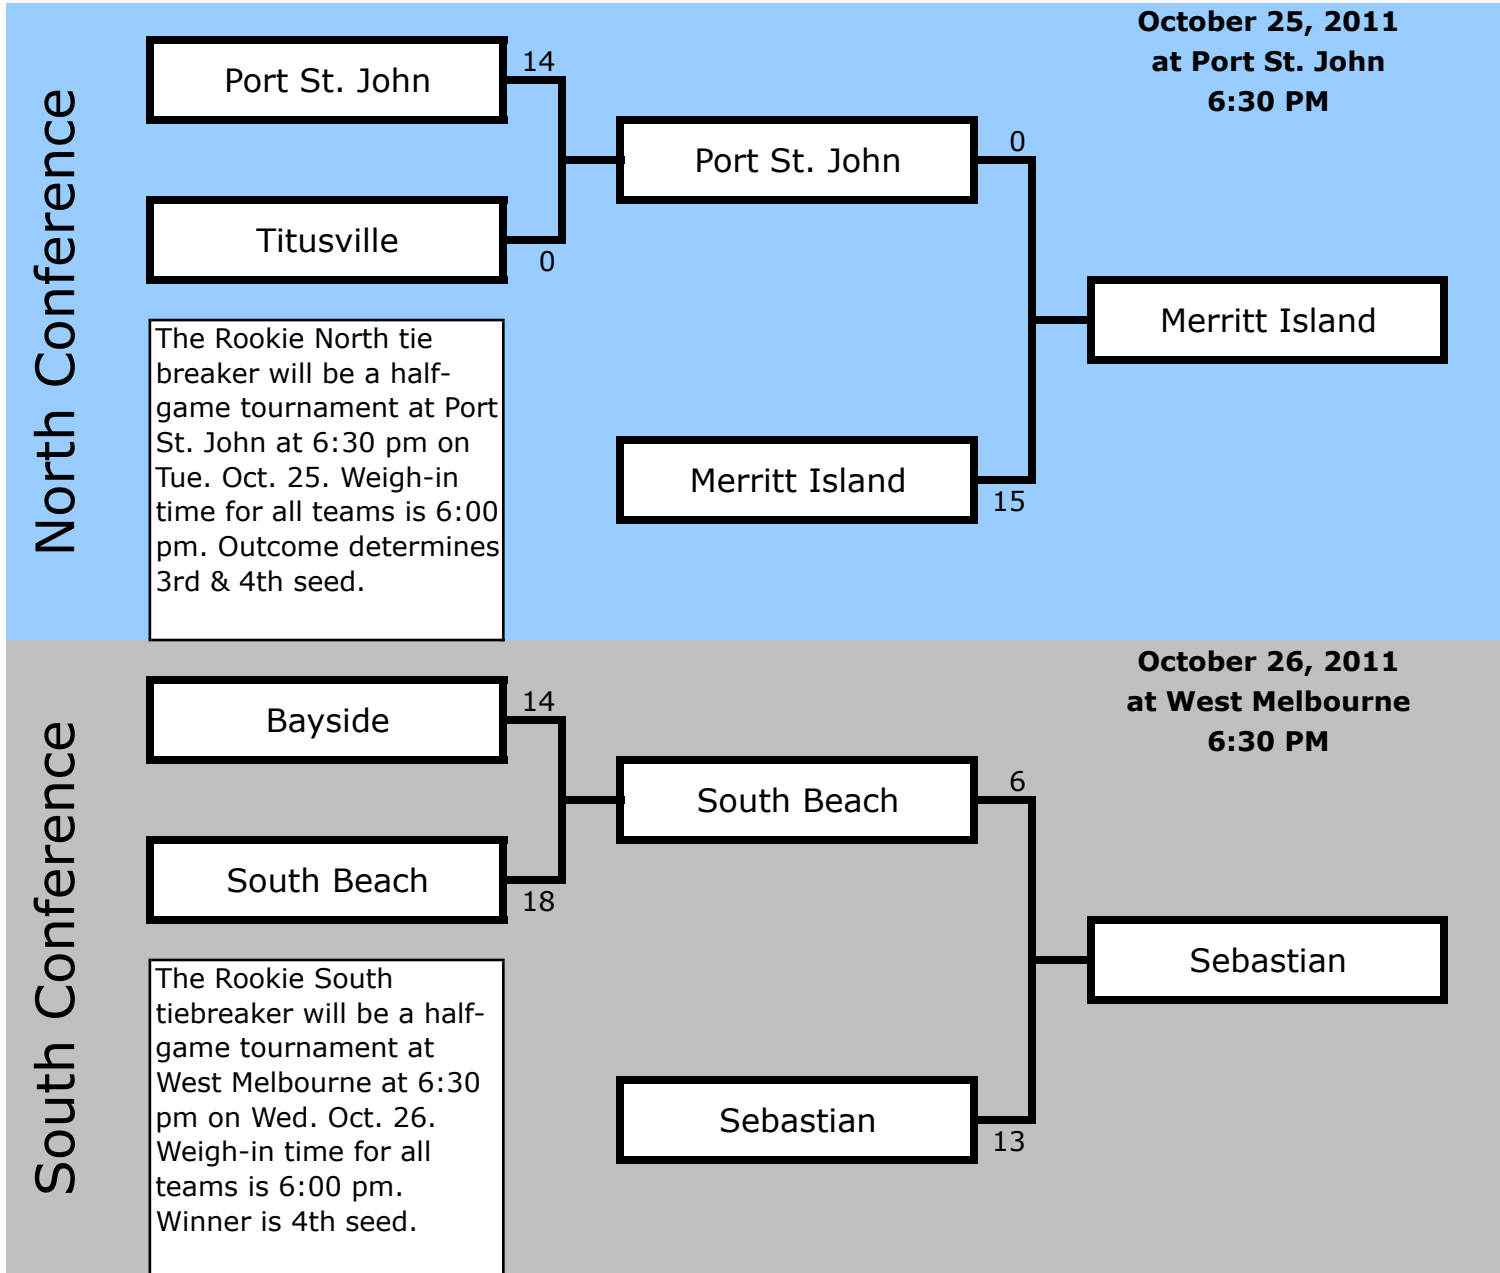 North Conference
October 25, 2011
at Port St. John
6:30 PM
Port St. John
14
Titusville
0
Port St. John
0
Merritt Island
15
Merritt Island
The Rookie North tie
breaker will be a half-
game tournament at Port
St. John at 6:30 pm on
Tue. Oct. 25. Weigh-in
time for all teams is 6:00
pm. Outcome determines
3rd & 4th seed.
South Conference
October 26, 2011
at West Melbourne
6:30 PM
Bayside
14
South Beach
18
South Beach
6
Sebastian
13
Sebastian
The Rookie South
tiebreaker will be a half-
game tournament at
West Melbourne at 6:30
pm on Wed. Oct. 26.
Weigh-in time for all
teams is 6:00 pm.
Winner is 4th seed.